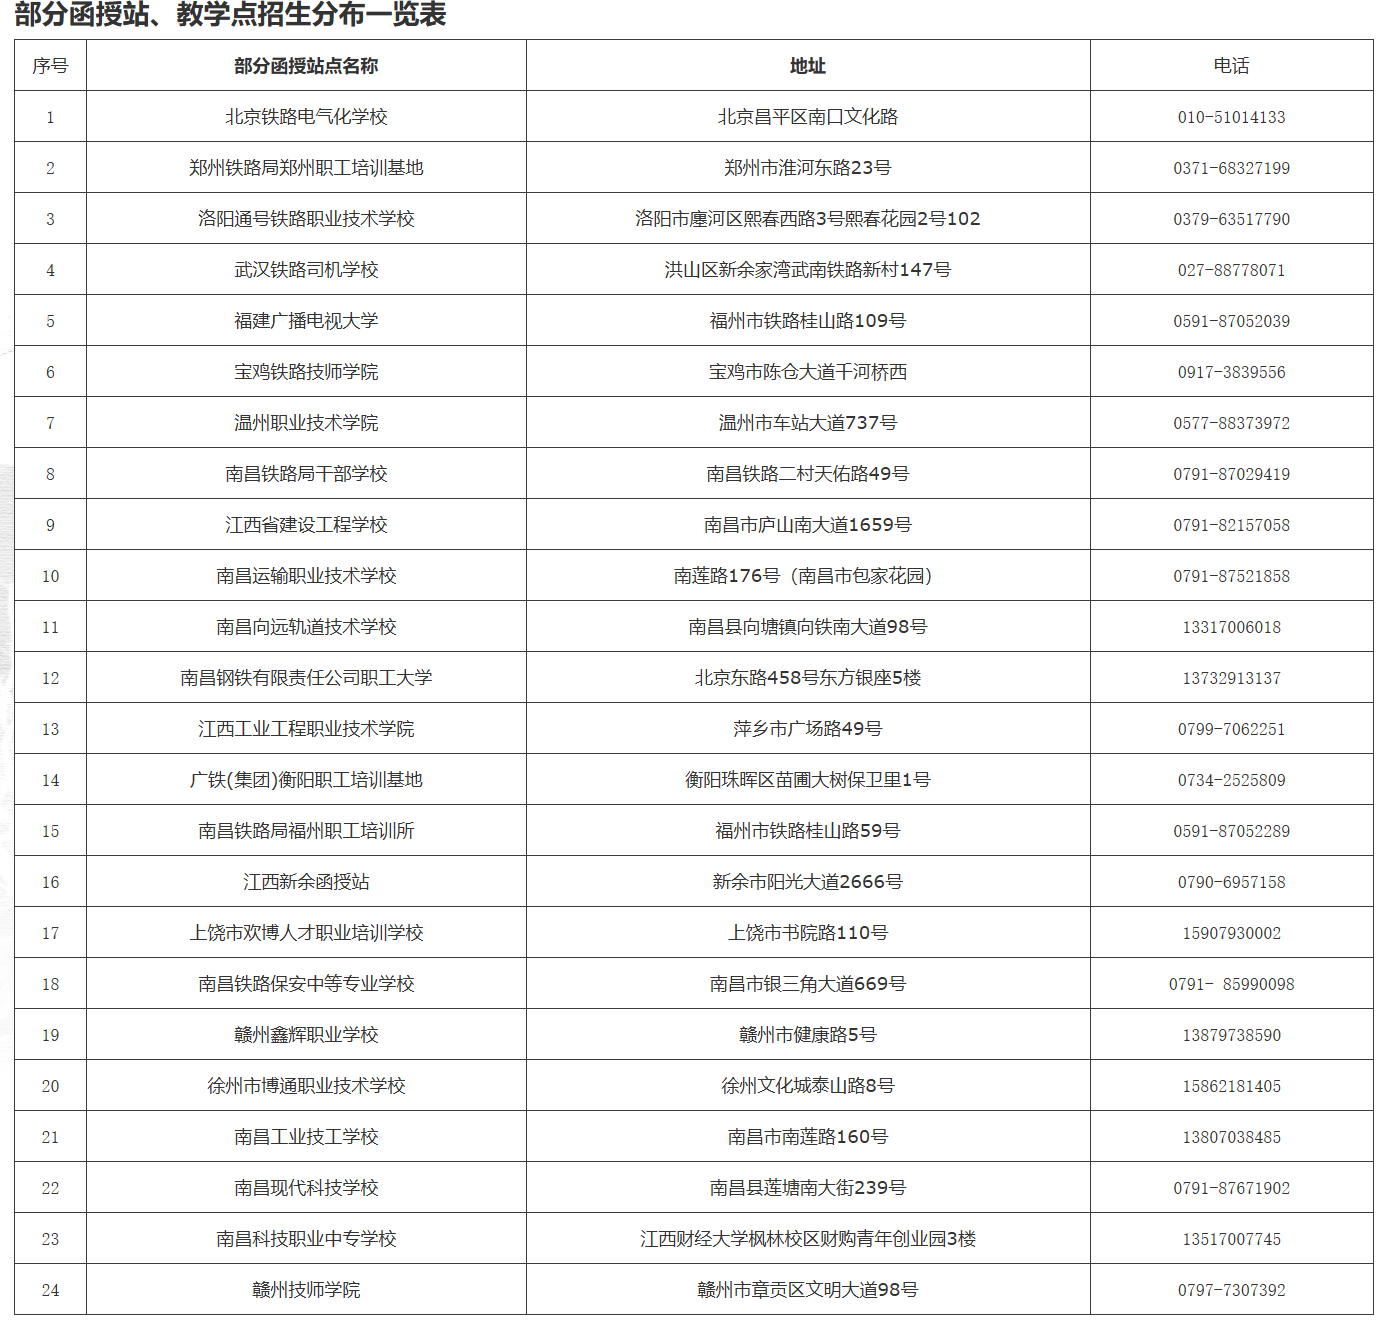 部分函授站、教学点招生分布一览表
序号 部分函授站点名称 地址 电话
1 北京铁路电气化学校 北京昌平区南口文化路 010-51014133
2 郑州铁路局郑州职工培训基地 郑州市淮河东路23号 0371-68327199
3 洛阳通号铁路职业技术学校 洛阳市廛河区熙春西路3号熙春花园2号102 0379-63517790
4 武汉铁路司机学校 洪山区新余家湾武南铁路新村147号 027-88778071
5 福建广播电视大学 福州市铁路桂山路109号 0591-87052039
6 宝鸡铁路技师学院 宝鸡市陈仓大道千河桥西 0917-3839556
7 温州职业技术学院 温州市车站大道737号 0577-88373972
8 南昌铁路局干部学校 南昌铁路二村天佑路49号 0791-87029419
9 江西省建设工程学校 南昌市庐山南大道1659号 0791-82157058
10 南昌运输职业技术学校 南莲路176号（南昌市包家花园） 0791-87521858
11 南昌向远轨道技术学校 南昌县向塘镇向铁南大道98号 13317006018
12 南昌钢铁有限责任公司职工大学 北京东路458号东方银座5楼 13732913137
13 江西工业工程职业技术学院 萍乡市广场路49号 0799-7062251
14 广铁(集团)衡阳职工培训基地 衡阳珠晖区苗圃大树保卫里1号 0734-2525809
15 南昌铁路局福州职工培训所 福州市铁路桂山路59号 0591-87052289
16 江西新余函授站 新余市阳光大道2666号 0790-6957158
17 上饶市欢博人才职业培训学校 上饶市书院路110号 15907930002
18 南昌铁路保安中等专业学校 南昌市银三角大道669号 0791- 85990098
19 赣州鑫辉职业学校 赣州市健康路5号 13879738590
20 徐州市博通职业技术学校 徐州文化城泰山路8号 15862181405
21 南昌工业技工学校 南昌市南莲路160号 13807038485
22 南昌现代科技学校 南昌县莲塘南大街239号 0791-87671902
23 南昌科技职业中专学校 江西财经大学枫林校区财购青年创业园3楼 13517007745
24 赣州技师学院 赣州市章贡区文明大道98号 0797-7307392